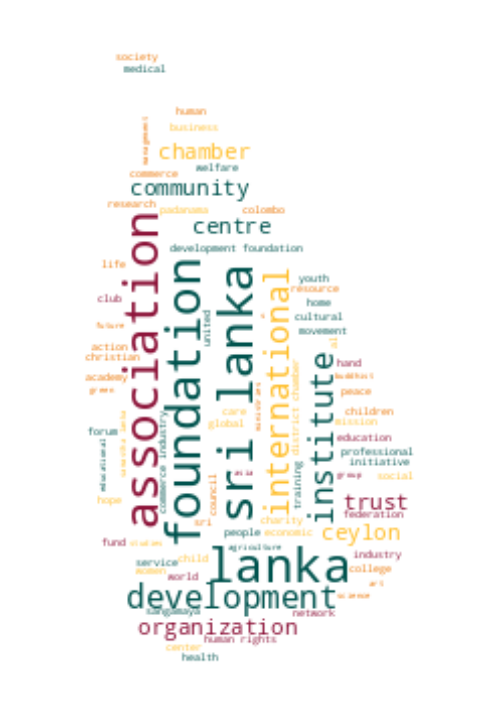 society
medical
human
management
business
chamber
welfare
commerce
community
research
padanama
colombo
centre
association
development foundation
foundation
sri lanka
international
life
youth
resource
club
home
united
cultural
future
movement
action
al
christian
institute
hand
district chamber
academy
buddhist
green
ministries
peace
care
children
global
mission
commerce industry
forum
education
educational
professional
initiative
asia
group
social
training
hope
council
trust
federation
sri
charity
people
economic
ceylon
fund
studies
agriculture
lanka
industry
service
child
women
world
college
art
development
science
sangamaya
network
organization
human rights
center
health